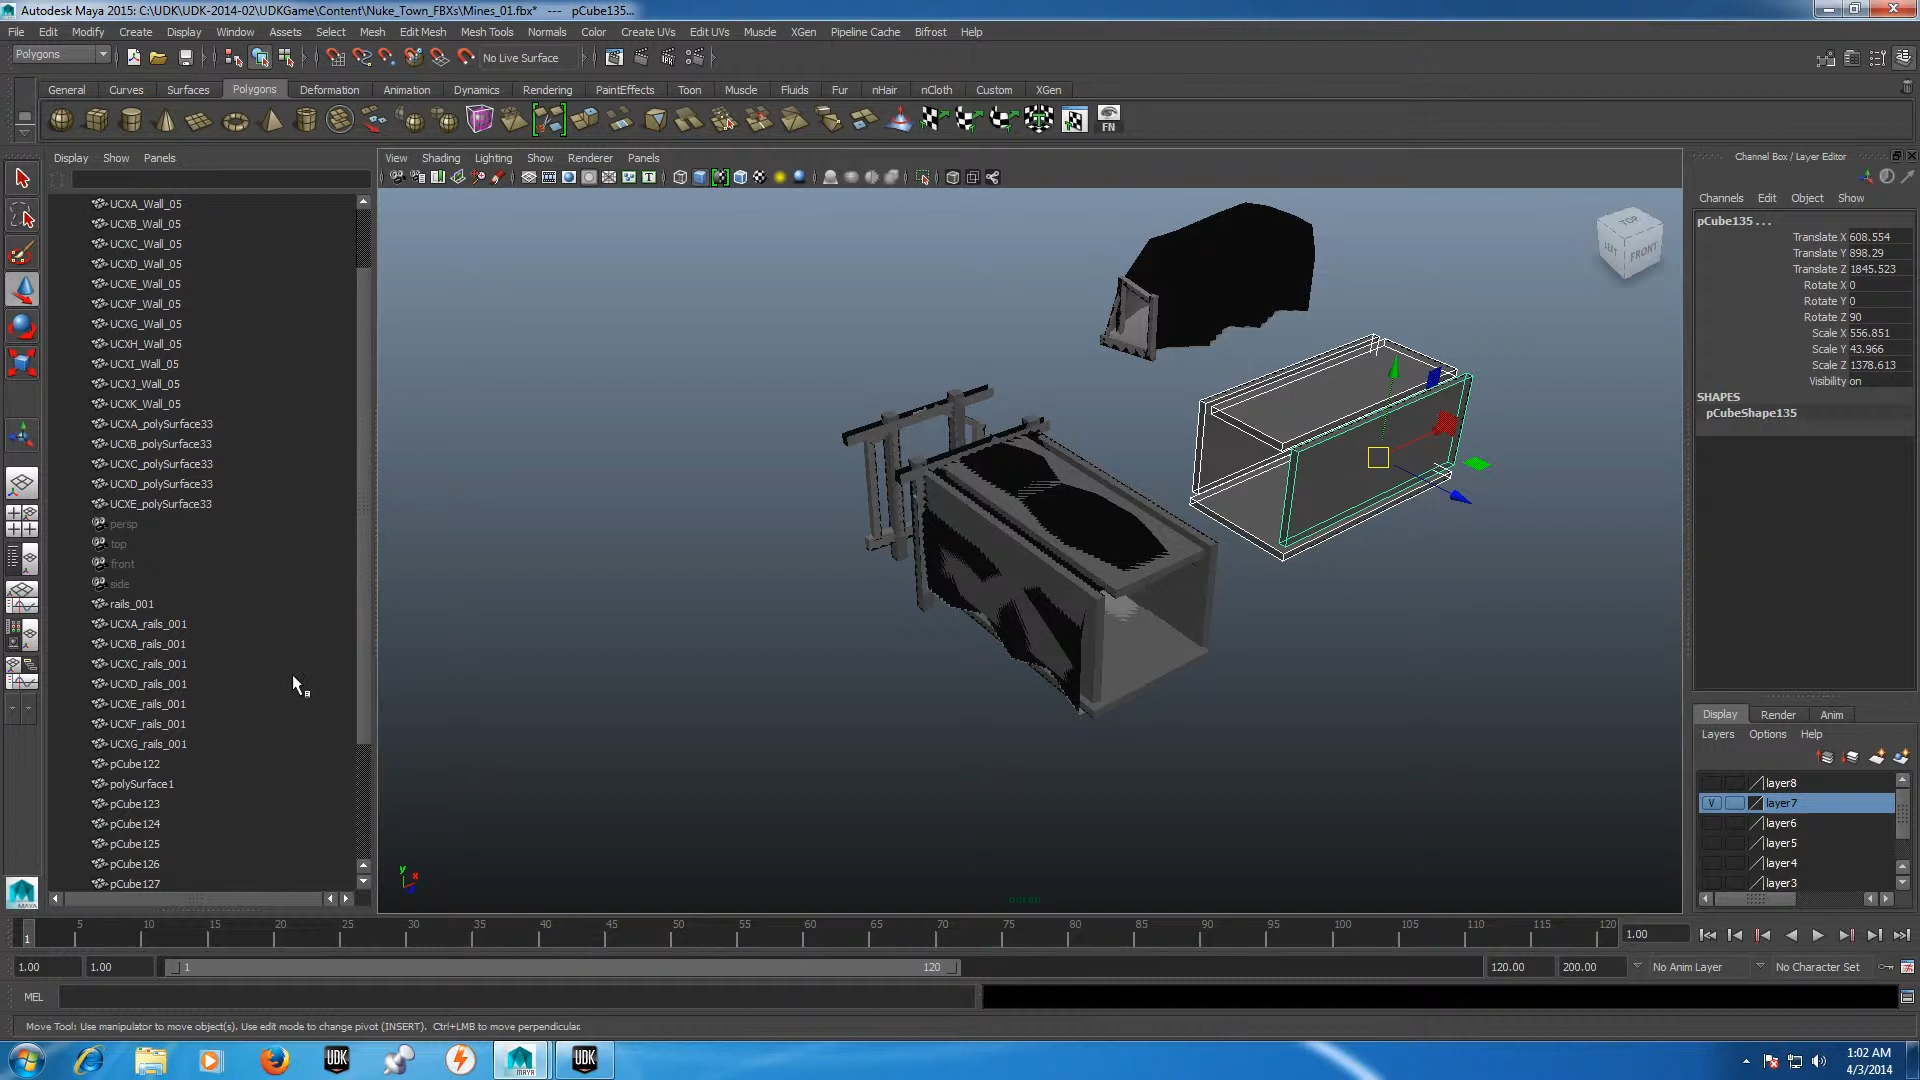 Autodesk Maya 2015: C:\UDK\UDK-2014-02\UDKGame\Content\Nuke_Town_FBXs\Mines_01.fbx* --- pCube135...
File Edit Modify Create Display Window Assets Select Mesh Edit Mesh Mesh Tools Normals Color Create UVs Edit UVs Muscle XGen Pipeline Cache Bifrost Help
Polygons No Live Surface
General Curves Surfaces Polygons Deformation Animation Dynamics Rendering PaintEffects Toon Muscle Fluids Fur nHair nCloth Custom XGen
FN
Display Show Panels
View Shading Lighting Show Renderer Panels
Channel Box / Layer Editor
Channels Edit Object Show
UCXA_Wall_05
UCXB_Wall_05
UCXC_Wall_05
UCXD_Wall_05
UCXE_Wall_05
UCXF_Wall_05
UCXG_Wall_05
UCXH_Wall_05
UCXI_Wall_05
UCXJ_Wall_05
UCXK_Wall_05
UCXA_polySurface33
UCXB_polySurface33
UCXC_polySurface33
UCXD_polySurface33
UCXE_polySurface33
persp
top
front
side
rails_001
UCXA_rails_001
UCXB_rails_001
UCXC_rails_001
UCXD_rails_001
UCXE_rails_001
UCXF_rails_001
UCXG_rails_001
pCube122
polySurface1
pCube123
pCube124
pCube125
pCube126
pCube127
TOP
LEFT FRONT
y x
pCube135 ...
Translate X 608.554
Translate Y 898.29
Translate Z 1845.523
Rotate X 0
Rotate Y 0
Rotate Z 90
Scale X 556.851
Scale Y 43.966
Scale Z 1378.613
Visibility on
SHAPES
pCubeShape135
Display Render Anim
Layers Options Help
layer8
V layer7
layer6
layer5
layer4
layer3
1 5 10 15 20 25 30 35 40 45 50 55 60 65 70 75 80 85 90 95 100 105 110 115 120 1.00
1.00 1.00 1 120 120.00 200.00 No Anim Layer No Character Set
MEL
Move Tool: Use manipulator to move object(s). Use edit mode to change pivot (INSERT). Ctrl+LMB to move perpendicular.
UDK MAYA UDK
1:02 AM
4/3/2014